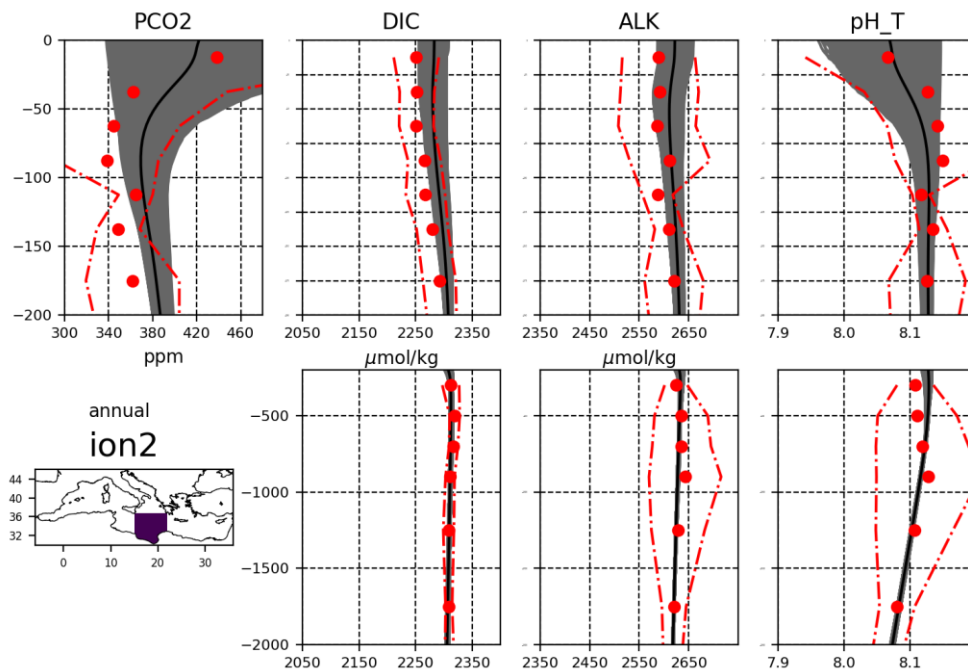 PCO2 DIC ALK pH_T
0
−50
−100
−150
−200
300 340 380 420 460 2050 2150 2250 2350 2350 2450 2550 2650 7.9 8.0 8.1
ppm µmol/kg µmol/kg
annual
ion2
−500
−1000
−1500
−2000
44
40
36
32
0 10 20 30
2050 2150 2250 2350 2350 2450 2550 2650 7.9 8.0 8.1